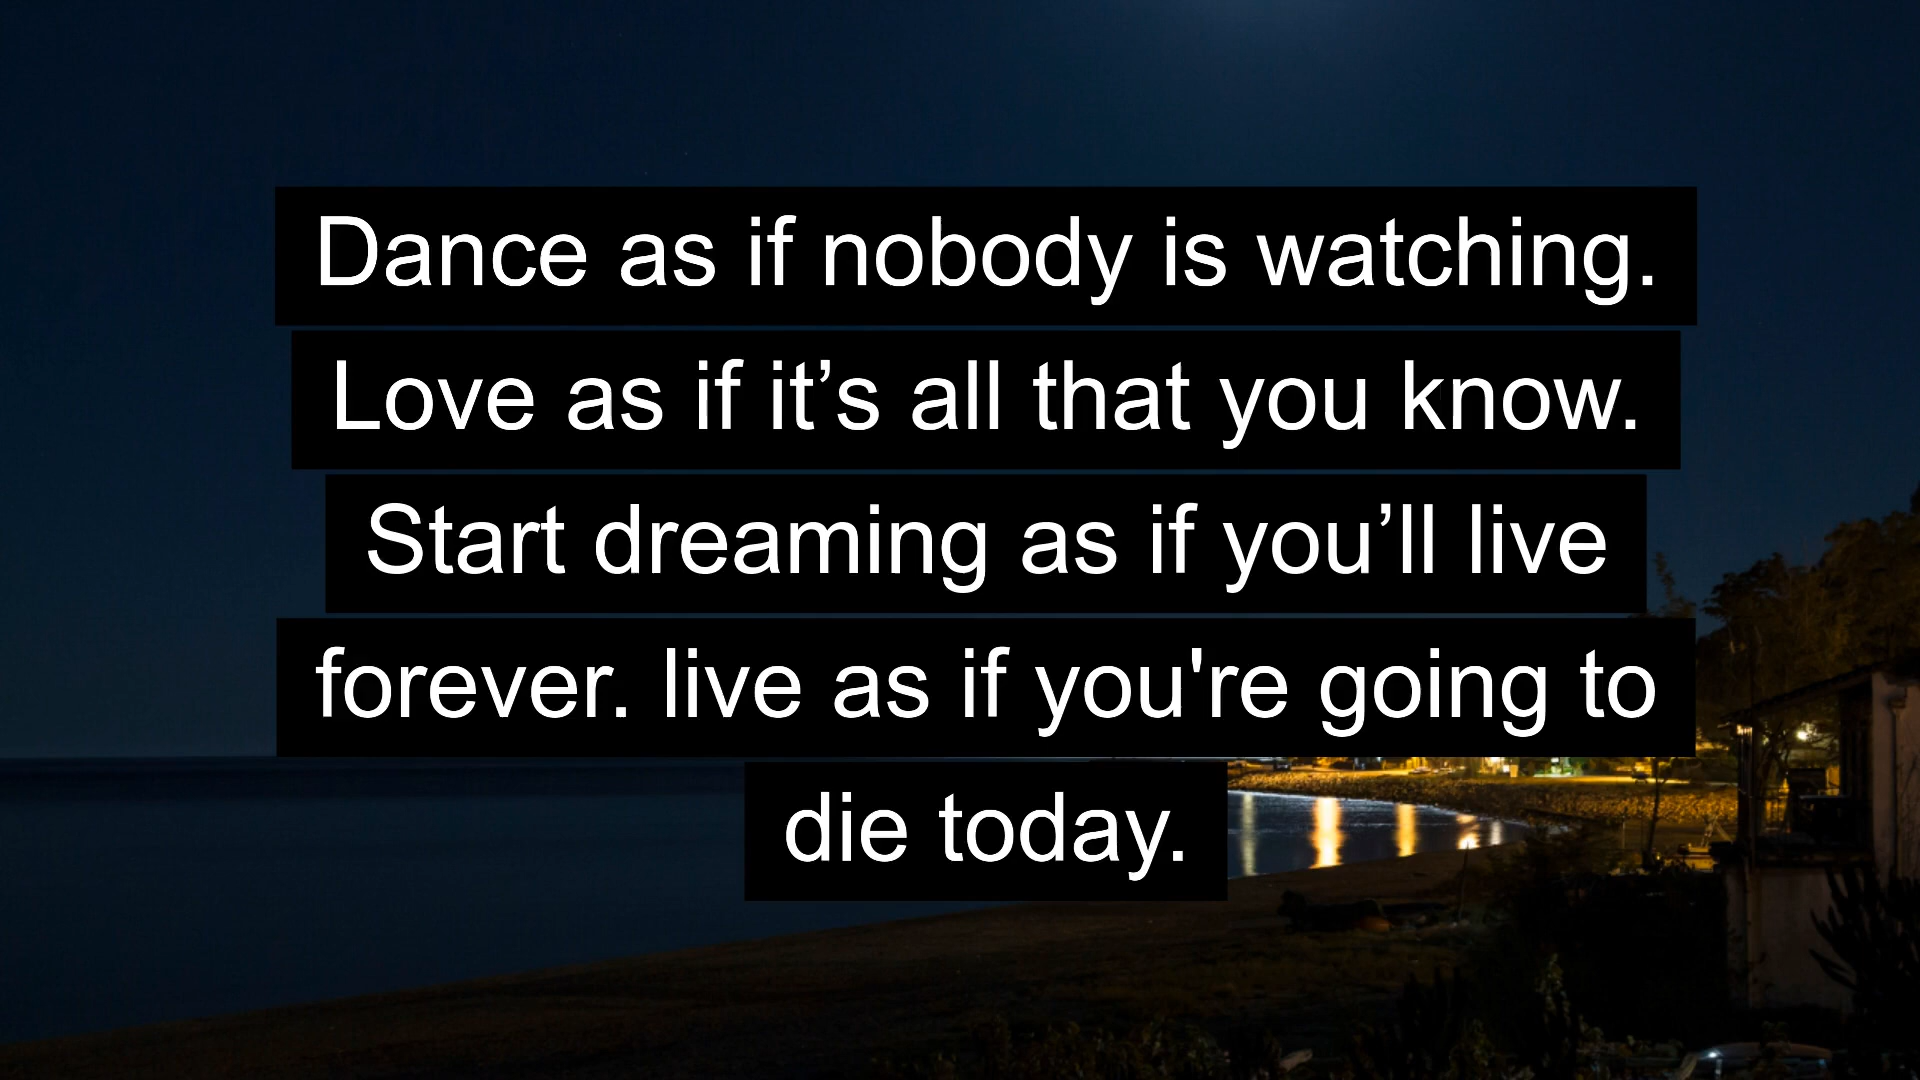 Dance as if nobody is watching.
Love as if it’s all that you know.
Start dreaming as if you’ll live
forever. live as if you're going to
die today.